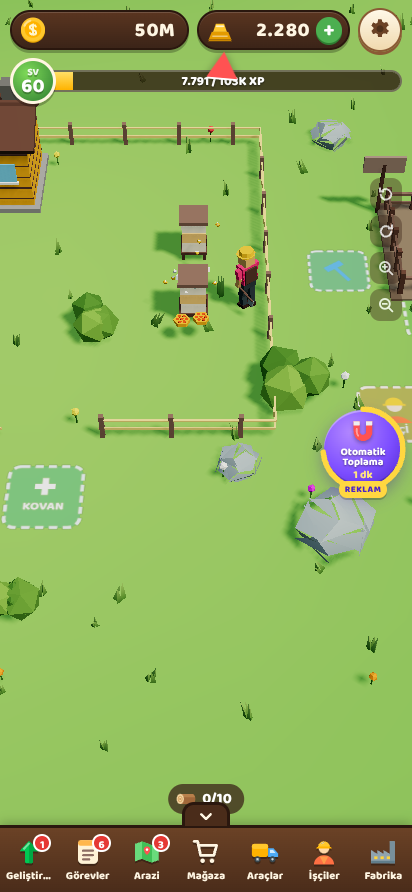 50M
2.280
SV
60
7.791 / 103K XP
Otomatik
Toplama
1 dk
REKLAM
KOVAN
0/10
1
6
3
Geliştir...
Görevler
Arazi
Mağaza
Araçlar
İşçiler
Fabrika